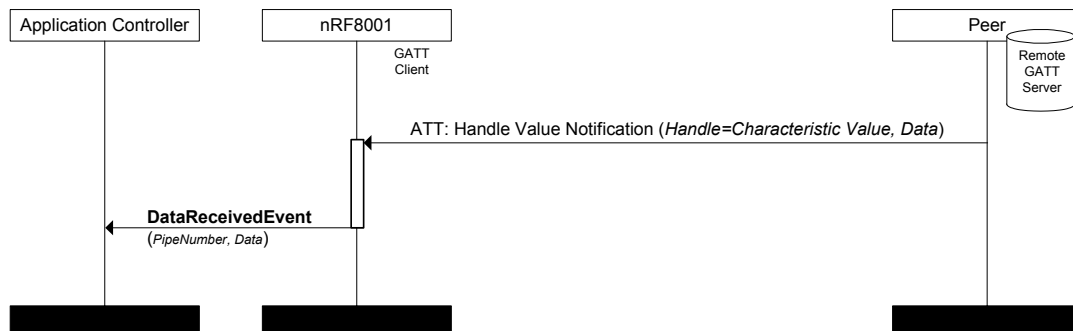 Application Controller
nRF8001
Peer
GATT
Client
Remote
GATT
Server
ATT: Handle Value Notification (Handle=Characteristic Value, Data)
DataReceivedEvent
(PipeNumber, Data)